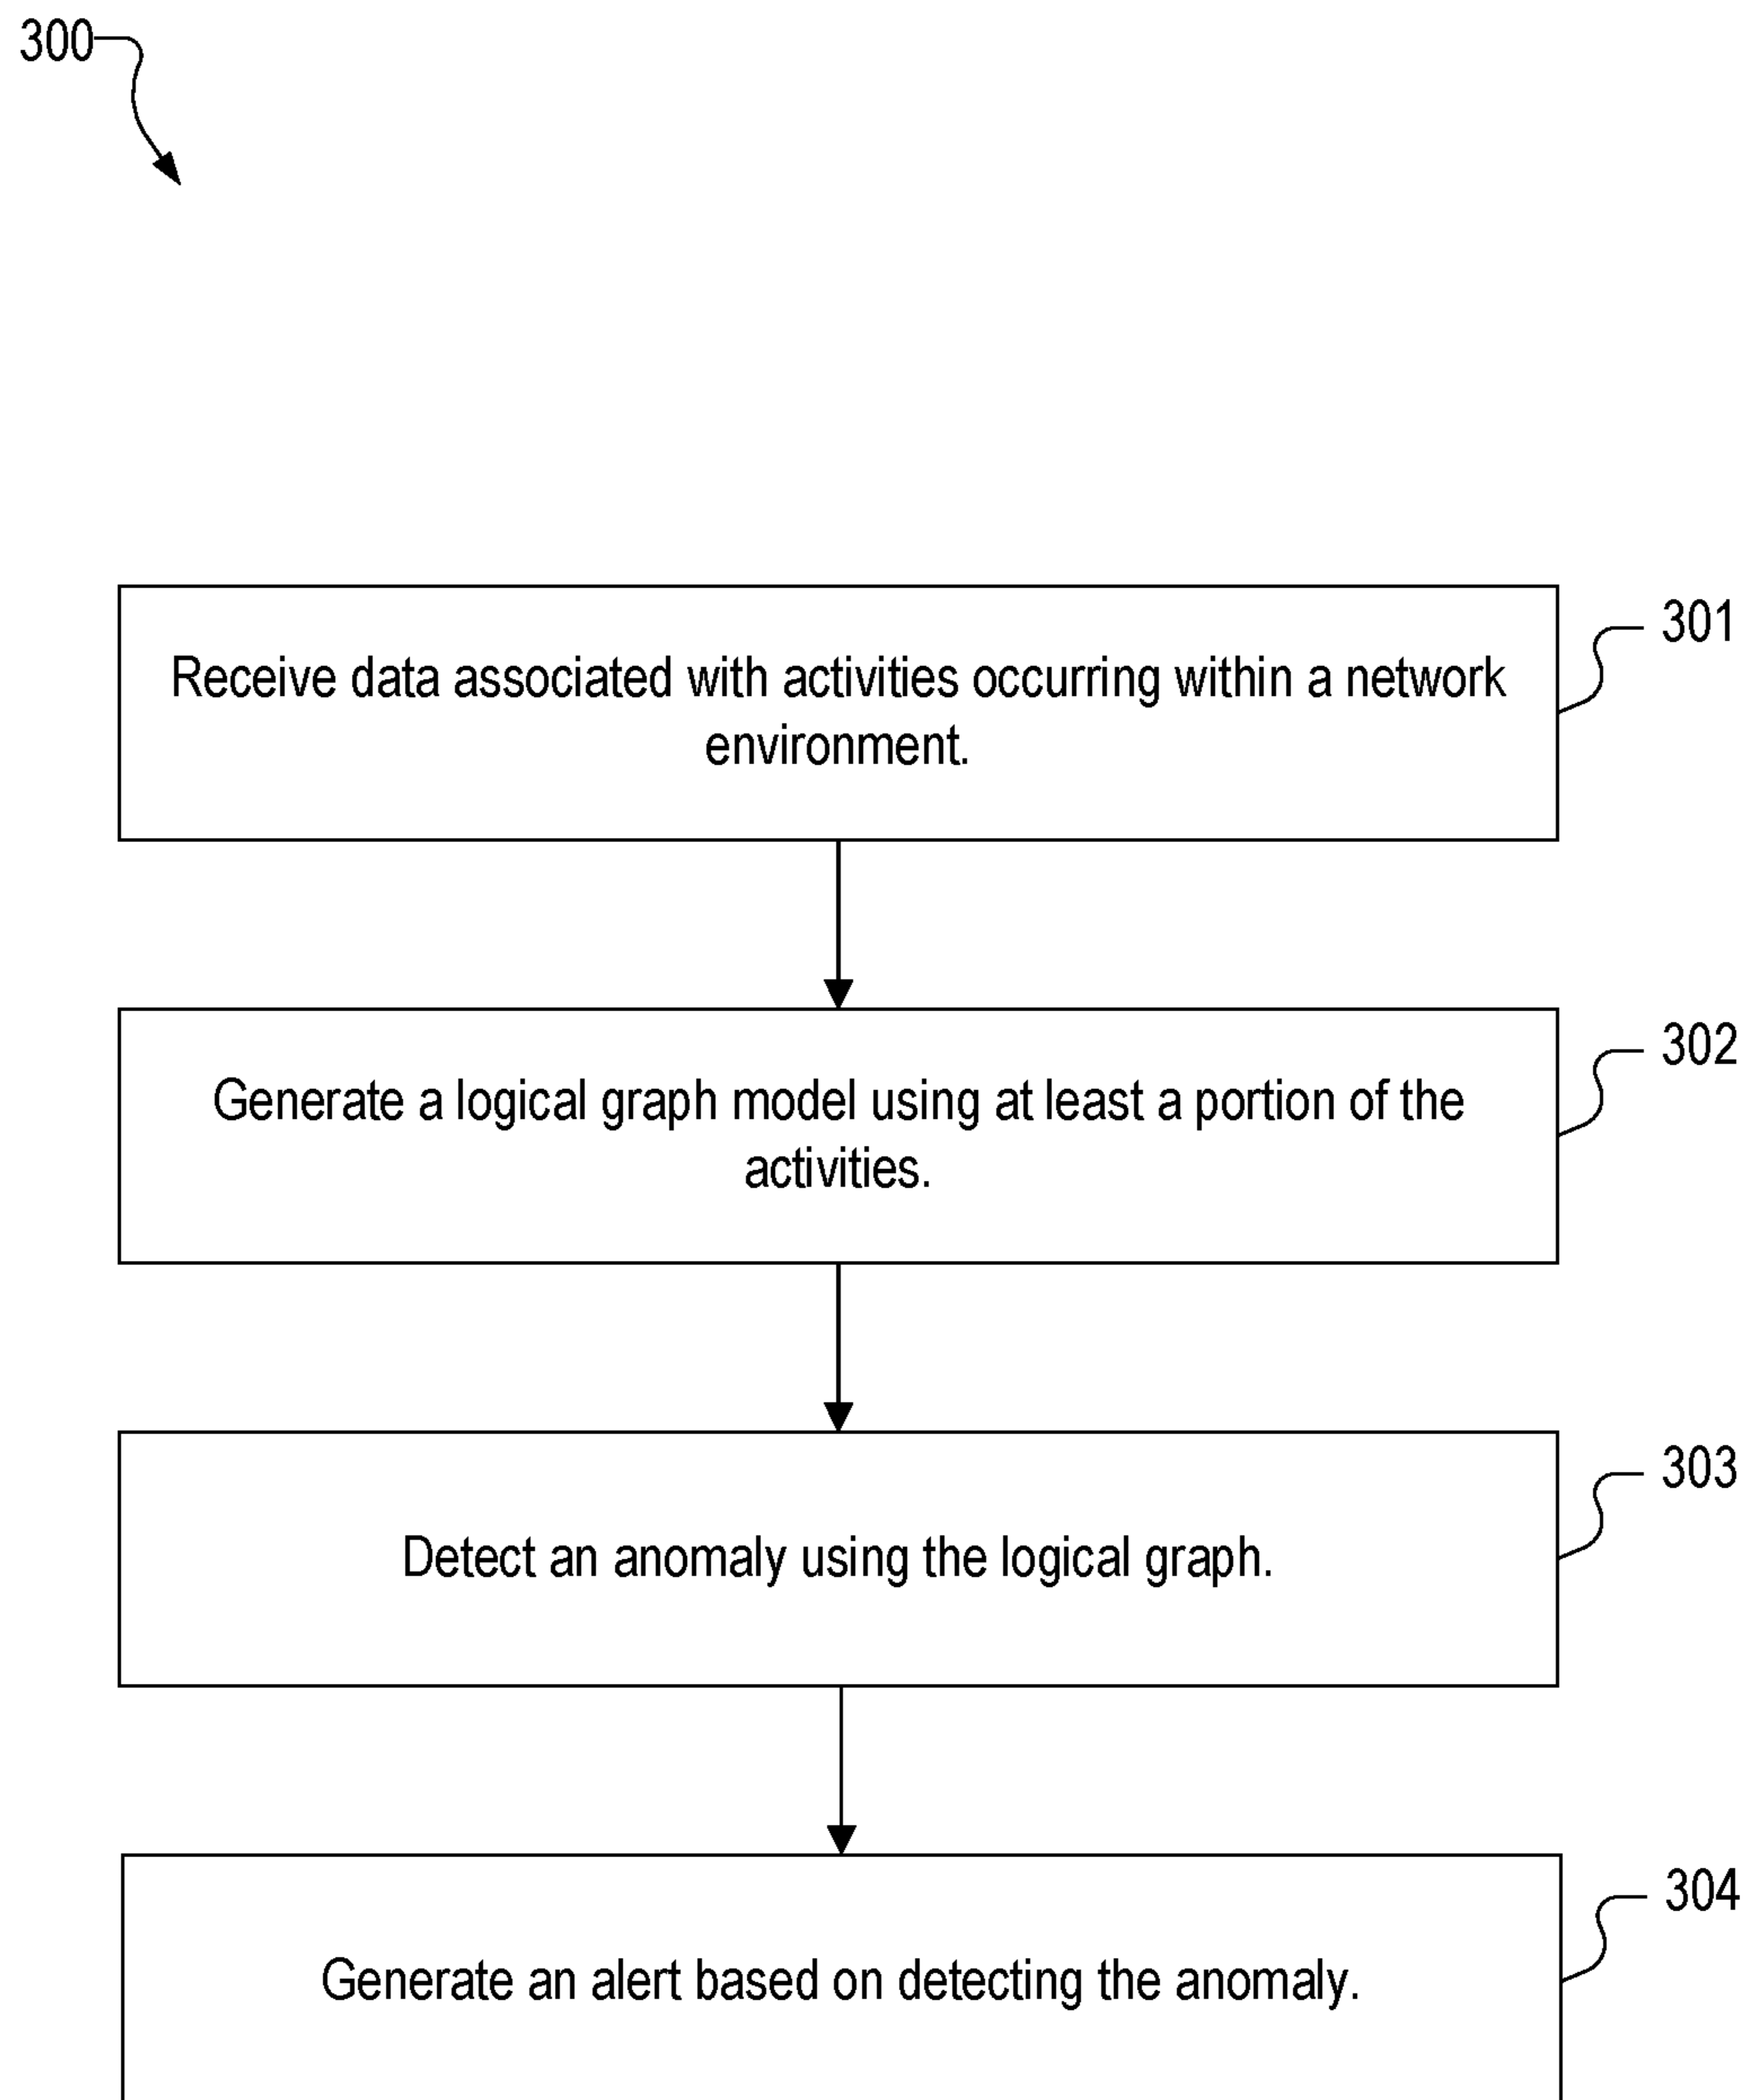 300
301
Receive data associated with activities occurring within a network
environment.
302
Generate a logical graph model using at least a portion of the
activities.
303
Detect an anomaly using the logical graph.
304
Generate an alert based on detecting the anomaly.